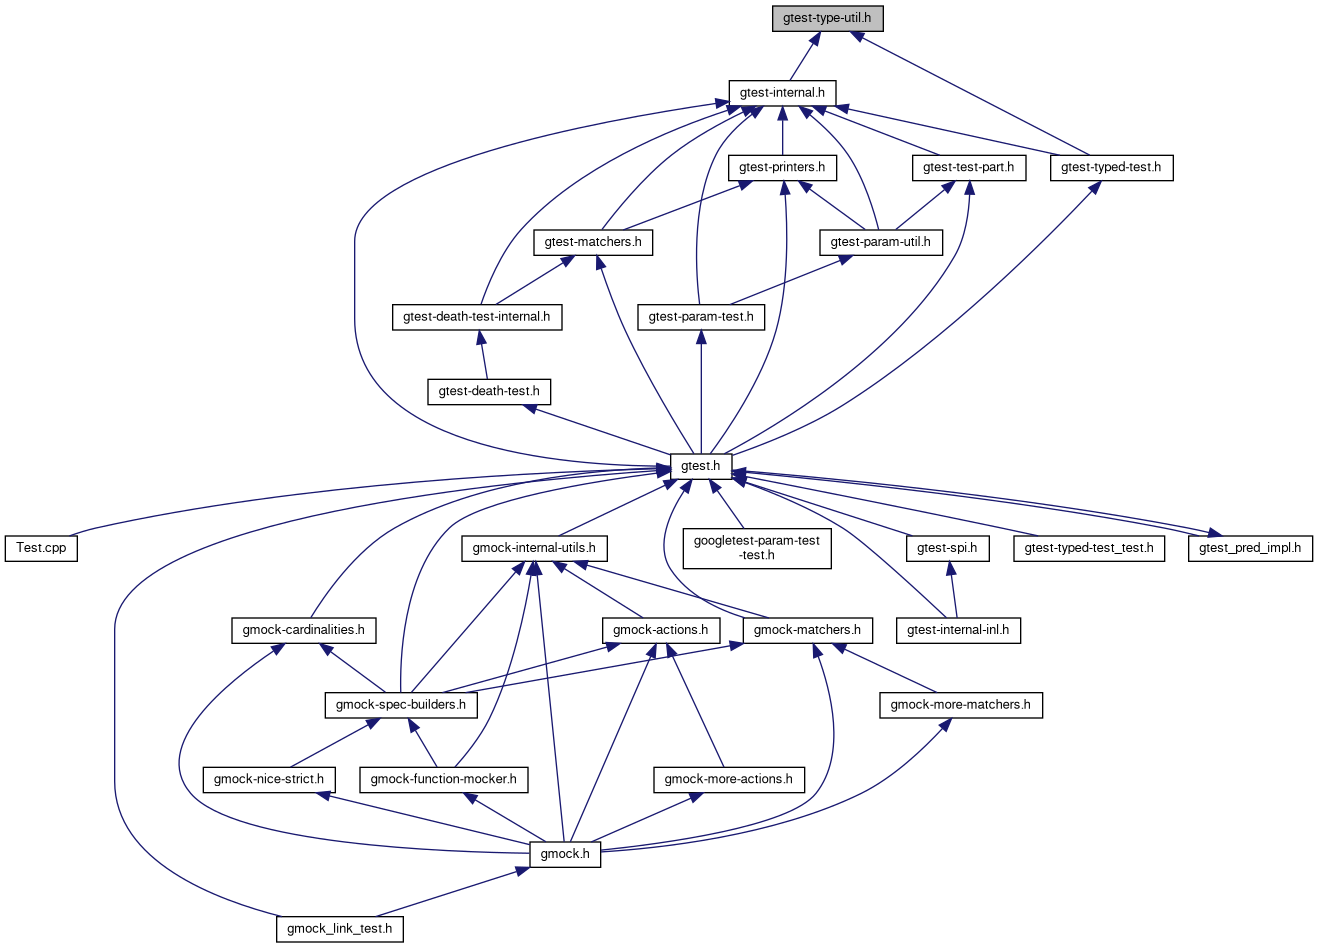 gtest-type-util.h
gtest-internal.h
gtest-printers.h
gtest-test-part.h
gtest-typed-test.h
gtest-matchers.h
gtest-param-util.h
gtest-death-test-internal.h
gtest-param-test.h
gtest-death-test.h
gtest.h
Test.cpp
gmock-internal-utils.h
googletest-param-test
-test.h
gtest-spi.h
gtest-typed-test_test.h
gtest_pred_impl.h
gmock-cardinalities.h
gmock-actions.h
gmock-matchers.h
gtest-internal-inl.h
gmock-spec-builders.h
gmock-more-matchers.h
gmock-nice-strict.h
gmock-function-mocker.h
gmock-more-actions.h
gmock.h
gmock_link_test.h